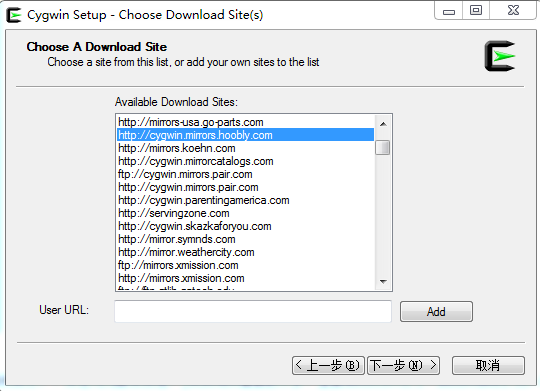 Cygwin Setup - Choose Download Site(s)
Choose A Download Site
Choose a site from this list, or add your own sites to the list
Available Download Sites:
http://mirrors-usa.go-parts.com
http://cygwin.mirrors.hoobly.com
http://mirrors.koehn.com
http://cygwin.mirrorcatalogs.com
ftp://cygwin.mirrors.pair.com
http://cygwin.mirrors.pair.com
http://cygwin.parentingamerica.com
http://servingzone.com
http://cygwin.skazkaforyou.com
http://mirror.symnds.com
http://mirror.weathercity.com
ftp://mirrors.xmission.com
http://mirrors.xmission.com
User URL:
Add
< 上一步(B)
下一步(N) >
取消